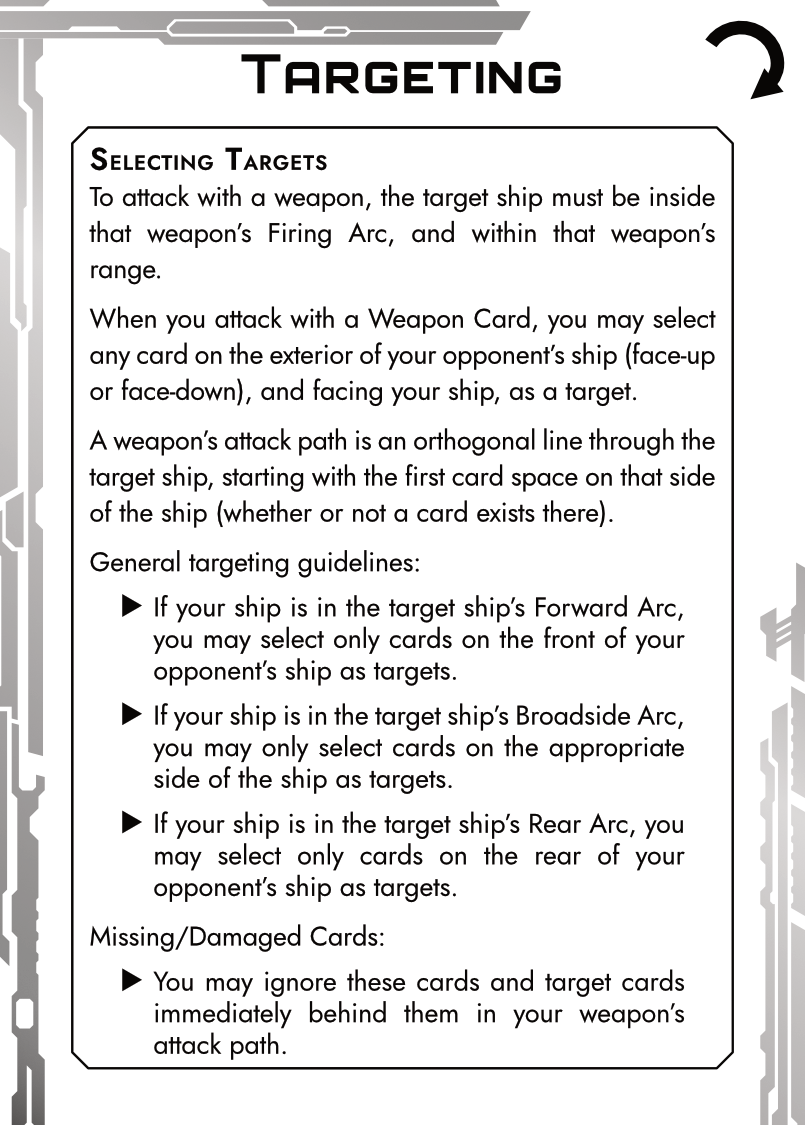 Targeting
Selecting Targets
To attack with a weapon, the target ship must be inside
that weapon's Firing Arc, and within that weapon's
range.
When you attack with a Weapon Card, you may select
any card on the exterior of your opponent's ship (face-up
or face-down), and facing your ship, as a target.
A weapon's attack path is an orthogonal line through the
target ship, starting with the first card space on that side
of the ship (whether or not a card exists there).
General targeting guidelines:
▶ If your ship is in the target ship's Forward Arc,
you may select only cards on the front of your
opponent's ship as targets.
▶ If your ship is in the target ship's Broadside Arc,
you may only select cards on the appropriate
side of the ship as targets.
▶ If your ship is in the target ship's Rear Arc, you
may select only cards on the rear of your
opponent's ship as targets.
Missing/Damaged Cards:
▶ You may ignore these cards and target cards
immediately behind them in your weapon's
attack path.